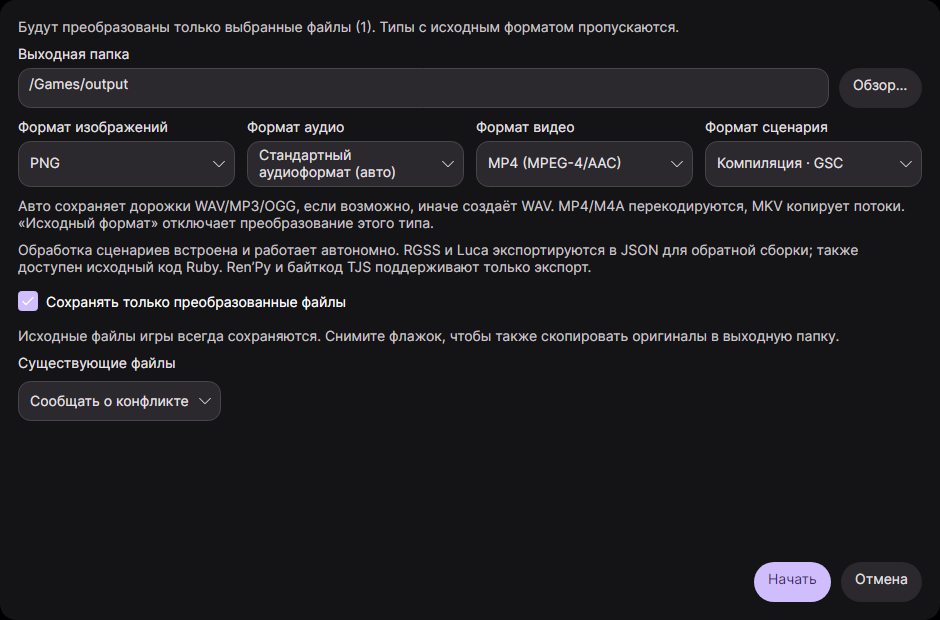 Будут преобразованы только выбранные файлы (1). Типы с исходным форматом пропускаются.
Выходная папка
/Games/output
Обзор...
Формат изображений
Формат аудио
Формат видео
Формат сценария
PNG
Стандартный
аудиоформат (авто)
MP4 (MPEG-4/AAC)
Компиляция · GSC
Авто сохраняет дорожки WAV/MP3/OGG, если возможно, иначе создаёт WAV. MP4/M4A перекодируются, MKV копирует потоки.
«Исходный формат» отключает преобразование этого типа.
Обработка сценариев встроена и работает автономно. RGSS и Luca экспортируются в JSON для обратной сборки; также
доступен исходный код Ruby. Ren'Py и байткод TJS поддерживают только экспорт.
Сохранять только преобразованные файлы
Исходные файлы игры всегда сохраняются. Снимите флажок, чтобы также скопировать оригиналы в выходную папку.
Существующие файлы
Сообщать о конфликте
Начать
Отмена